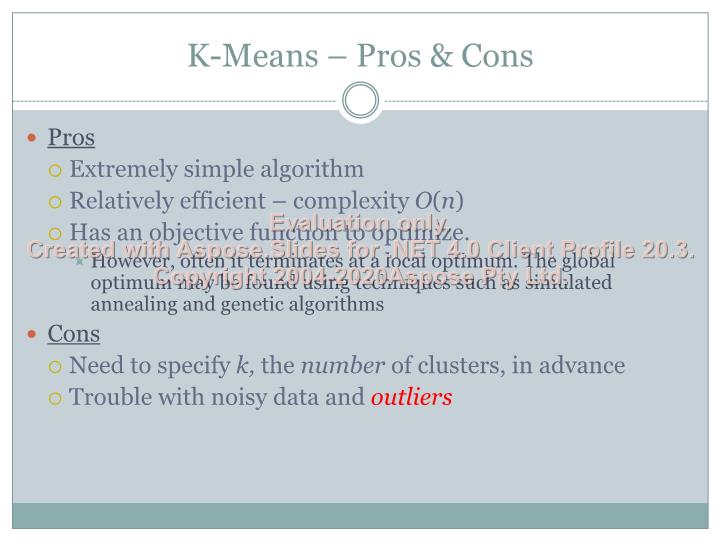 K-Means – Pros & Cons
Pros
Extremely simple algorithm
Relatively efficient – complexity O(n)
Has an objective function to optimize.
However, often it terminates at a local optimum. The global
optimum may be found using techniques such as simulated
annealing and genetic algorithms
Evaluation only.
Created with Aspose.Slides for .NET 4.0 Client Profile 20.3.
Copyright 2004-2020Aspose Pty Ltd.
Cons
Need to specify k, the number of clusters, in advance
Trouble with noisy data and outliers